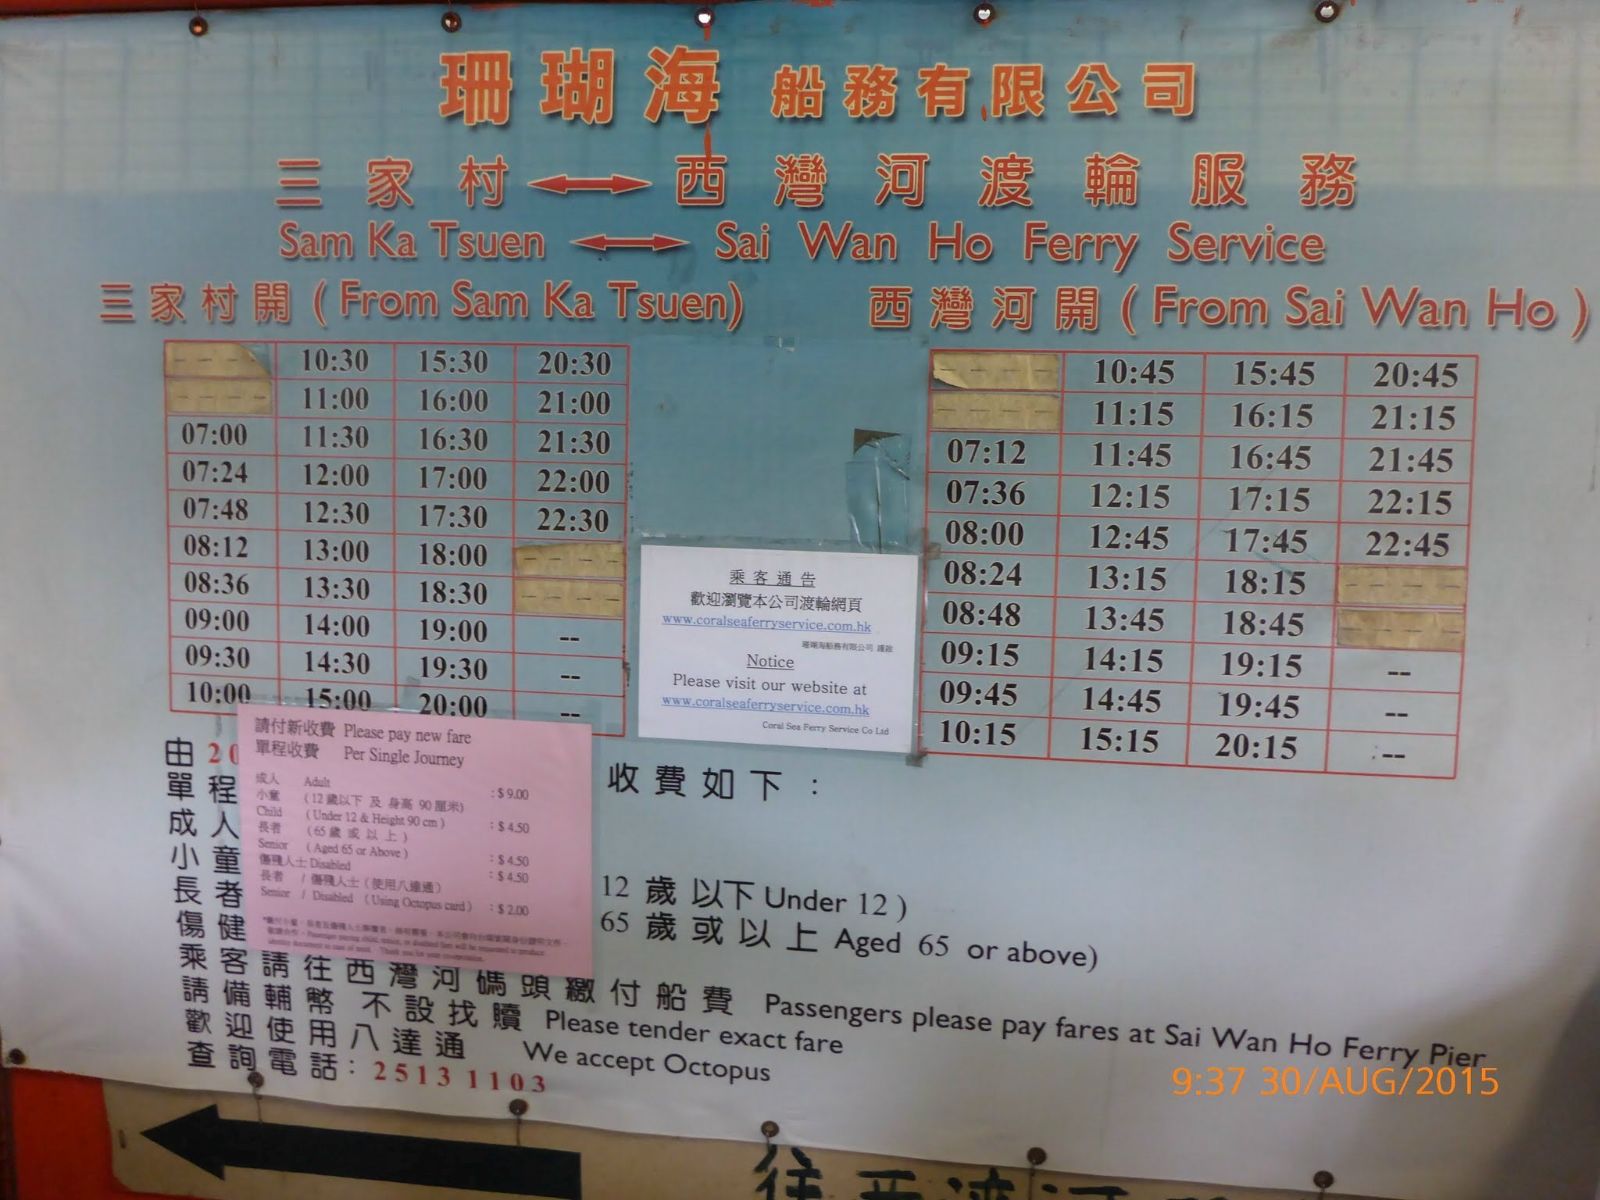 珊瑚海 船務有限公司
三家村 ⟷ 西灣河渡輪服務
Sam Ka Tsuen ⟷ Sai Wan Ho Ferry Service
三家村開 (From Sam Ka Tsuen)
10:30 15:30 20:30
11:00 16:00 21:00
07:00 11:30 16:30 21:30
07:24 12:00 17:00 22:00
07:48 12:30 17:30 22:30
08:12 13:00 18:00
08:36 13:30 18:30
09:00 14:00 19:00 --
09:30 14:30 19:30 --
10:00 15:00 20:00 --
西灣河開 (From Sai Wan Ho)
10:45 15:45 20:45
11:15 16:15 21:15
07:12 11:45 16:45 21:45
07:36 12:15 17:15 22:15
08:00 12:45 17:45 22:45
08:24 13:15 18:15
08:48 13:45 18:45
09:15 14:15 19:15 --
09:45 14:45 19:45 --
10:15 15:15 20:15 --
乘客通告
歡迎瀏覽本公司渡輪網頁
www.coralseaferryservice.com.hk
珊瑚海船務有限公司 謹啟
Notice
Please visit our website at
www.coralseaferryservice.com.hk
Coral Sea Ferry Service Co Ltd
請付新收費 Please pay new fare
單程收費 Per Single Journey
成人 Adult : $ 9.00
小童 (12歲以下 及 身高 90 厘米)
Child (Under 12 & Height 90 cm) : $ 4.50
長者 (65 歲 或 以 上)
Senior (Aged 65 or Above) : $ 4.50
傷殘人士 Disabled : $ 4.50
長者 / 傷殘人士 (使用八達通)
Senior / Disabled (Using Octopus card) : $ 2.00
由 20 收費如下 :
單程
成人
小童 12 歲以下 Under 12 )
長者 65 歲或以上 Aged 65 or above)
傷健
乘客請往西灣河碼頭繳付船費 Passengers please pay fares at Sai Wan Ho Ferry Pier
請備輔幣 不設找贖 Please tender exact fare
歡迎使用八達通 We accept Octopus
查詢電話: 2513 1103
9:37 30/AUG/2015